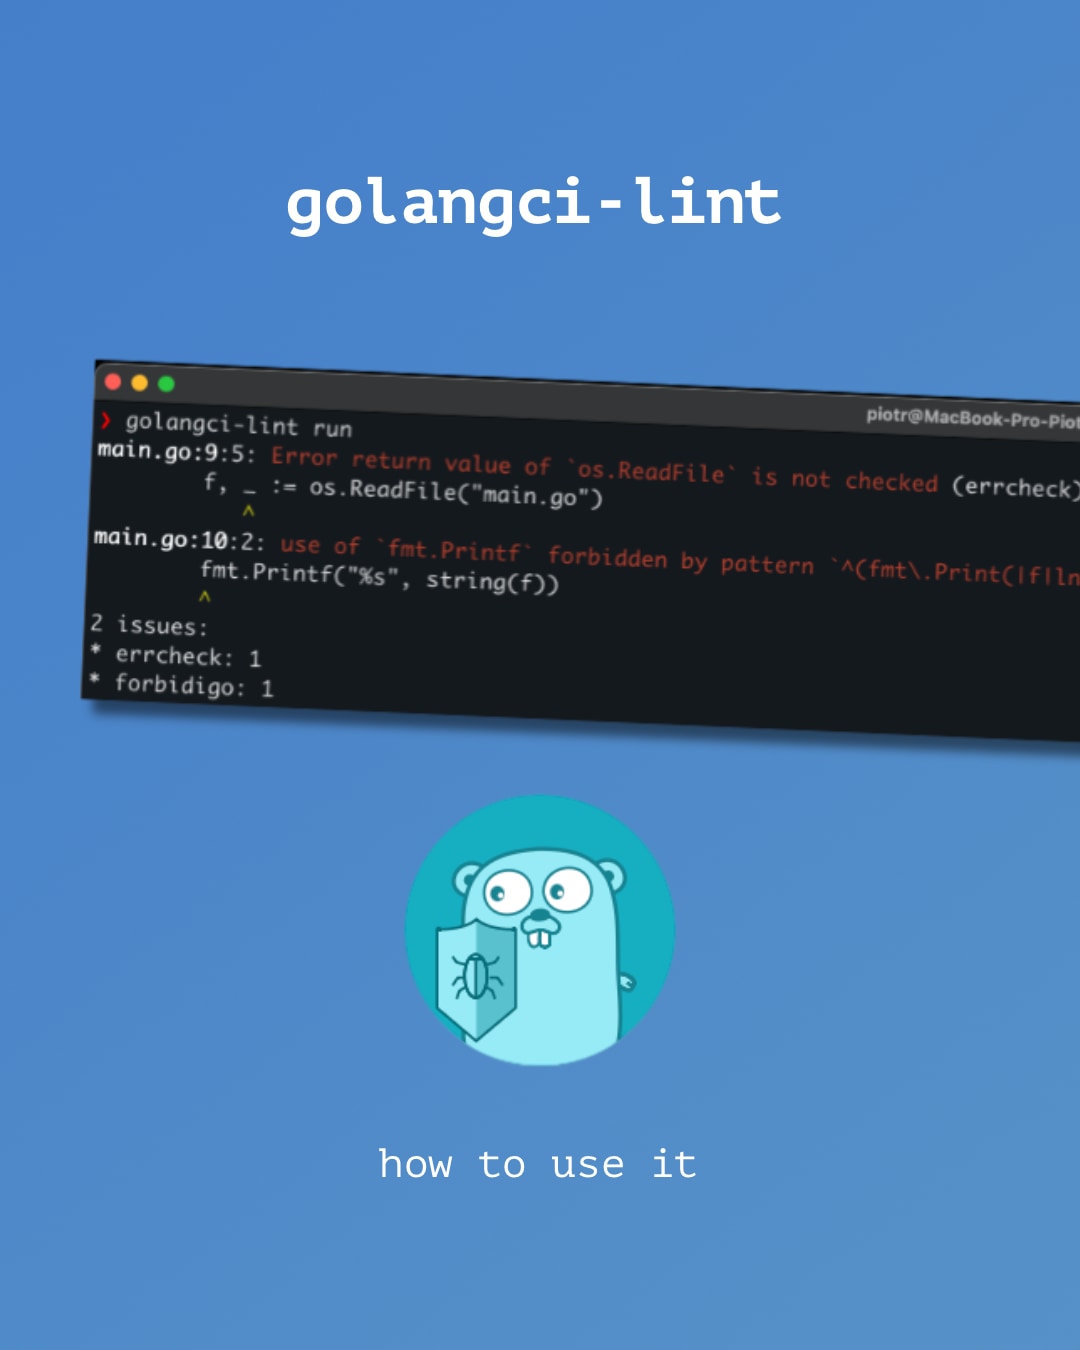 golangci-lint
piotr@MacBook-Pro-Piot
❯ golangci-lint run
main.go:9:5: Error return value of `os.ReadFile` is not checked (errcheck)
f, _ := os.ReadFile("main.go")
^
main.go:10:2: use of `fmt.Printf` forbidden by pattern `^(fmt\.Print(|f|ln
fmt.Printf("%s", string(f))
^
2 issues:
* errcheck: 1
* forbidigo: 1
how to use it